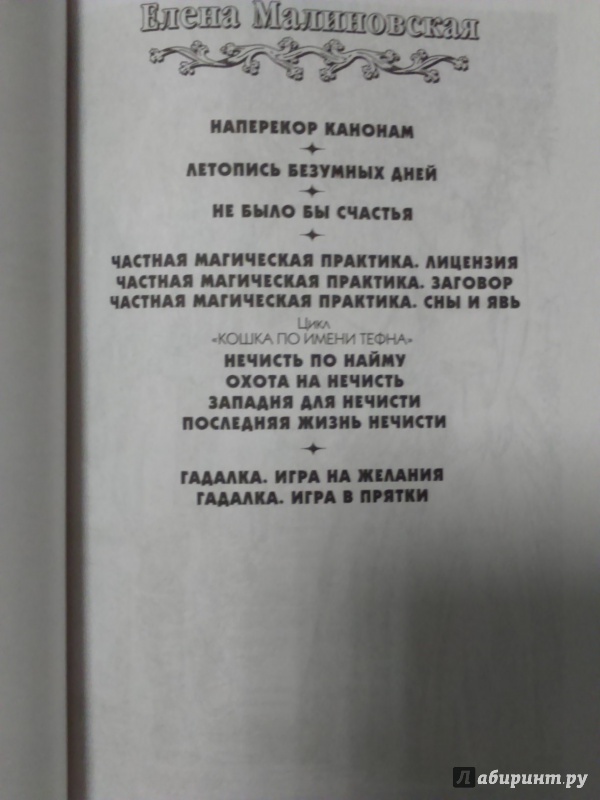 Елена Малиновская
НАПЕРЕКОР КАНОНАМ
ЛЕТОПИСЬ БЕЗУМНЫХ ДНЕЙ
НЕ БЫЛО БЫ СЧАСТЬЯ
ЧАСТНАЯ МАГИЧЕСКАЯ ПРАКТИКА. ЛИЦЕНЗИЯ
ЧАСТНАЯ МАГИЧЕСКАЯ ПРАКТИКА. ЗАГОВОР
ЧАСТНАЯ МАГИЧЕСКАЯ ПРАКТИКА. СНЫ И ЯВЬ
Цикл
«КОШКА ПО ИМЕНИ ТЕФНА»
НЕЧИСТЬ ПО НАЙМУ
ОХОТА НА НЕЧИСТЬ
ЗАПАДНЯ ДЛЯ НЕЧИСТИ
ПОСЛЕДНЯЯ ЖИЗНЬ НЕЧИСТИ
ГАДАЛКА. ИГРА НА ЖЕЛАНИЯ
ГАДАЛКА. ИГРА В ПРЯТКИ
Лабиринт.ру